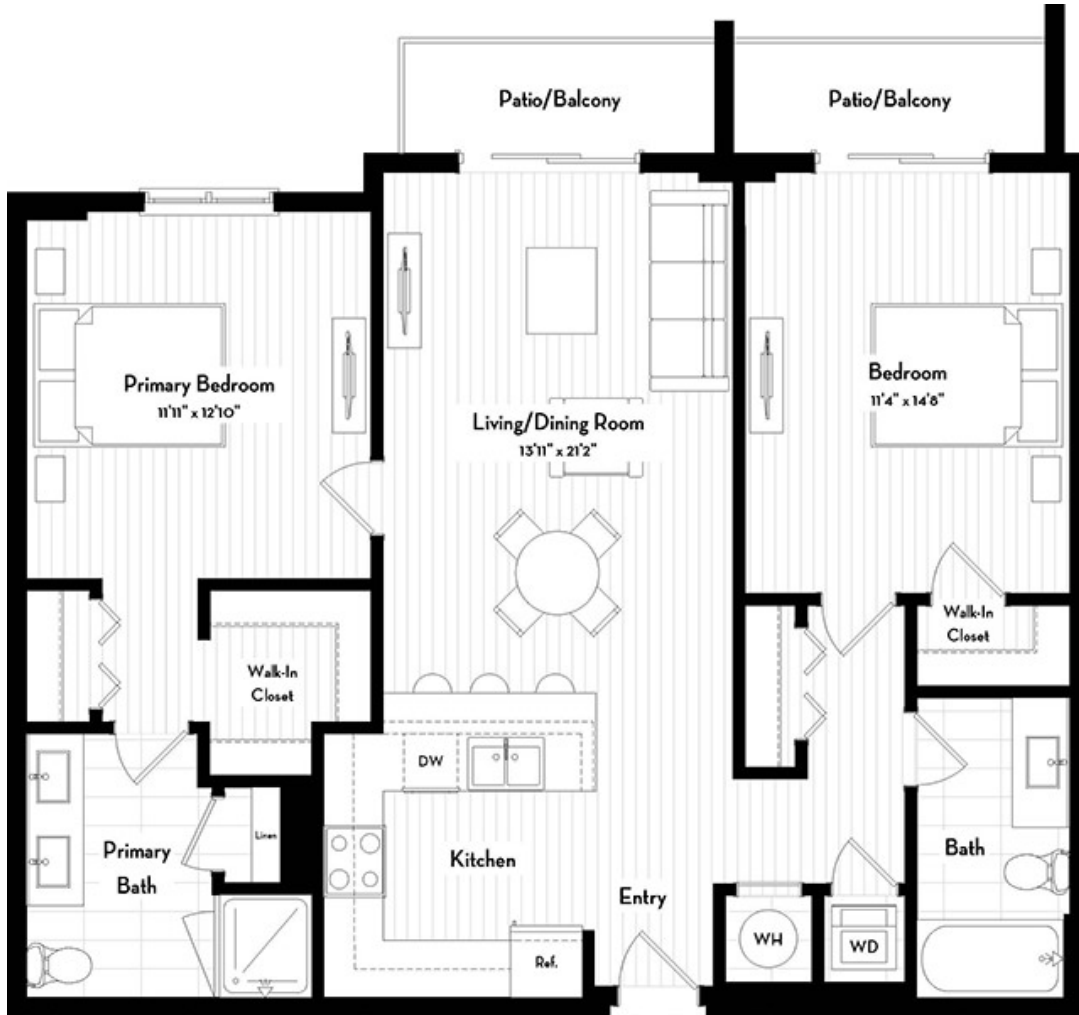 Patio/Balcony
Patio/Balcony
Primary Bedroom
11'11" x 12'10"
Living/Dining Room
13'11" x 21'2"
Bedroom
11'4" x 14'8"
Walk-In
Closet
Walk-In
Closet
DW
Linen
Primary
Bath
Kitchen
Entry
Bath
WH
WD
Ref.